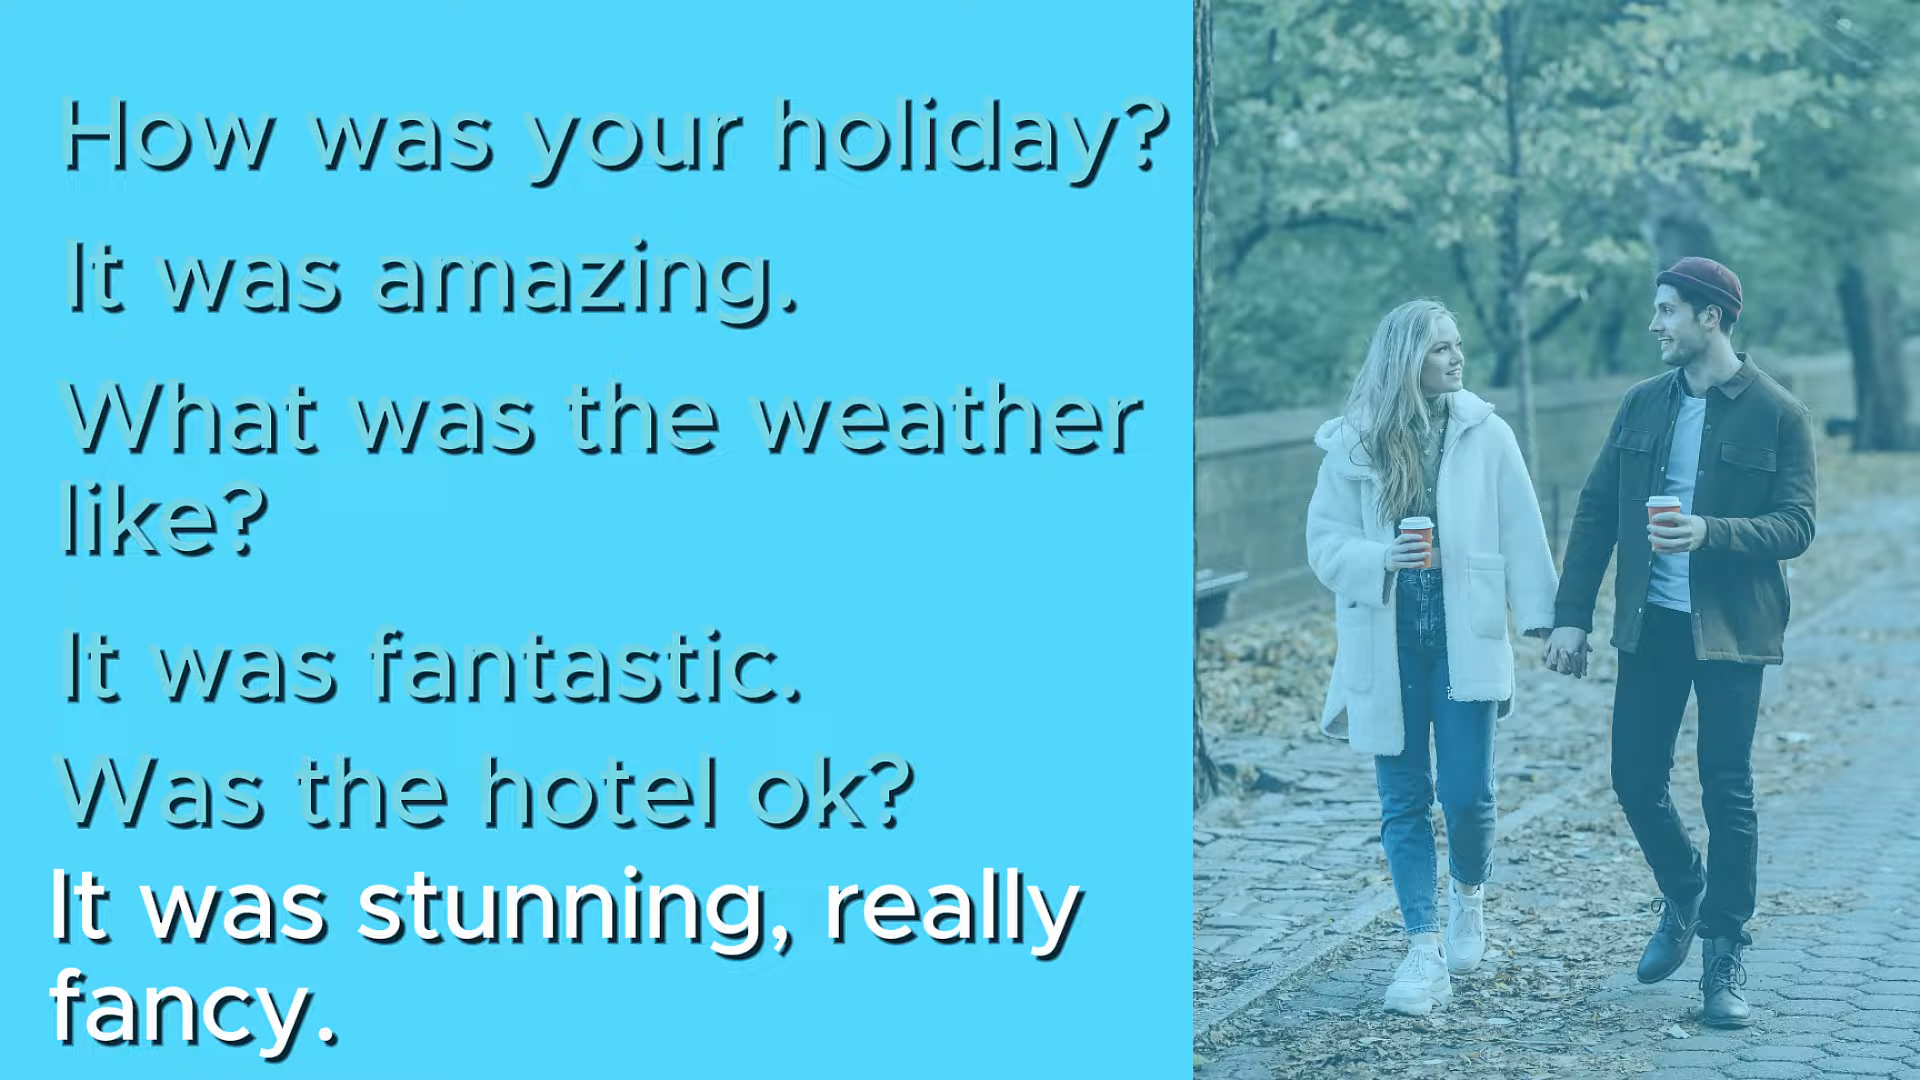 How was your holiday?
It was amazing.
What was the weather
like?
It was fantastic.
Was the hotel ok?
It was stunning, really
fancy.